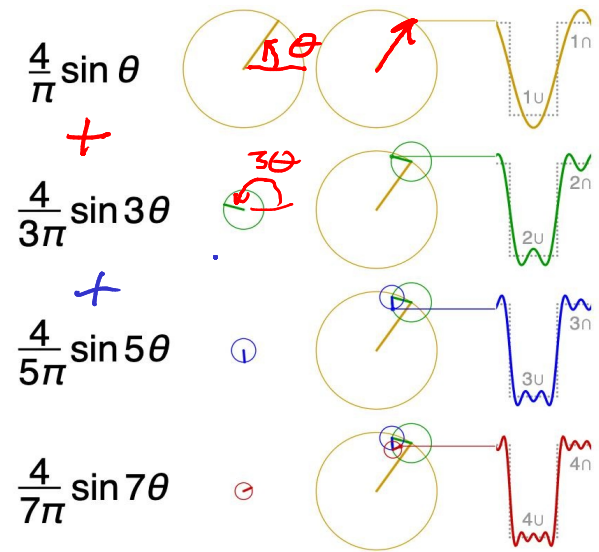 4/π sin θ
θ
1∩
1∪
+
4/3π sin 3θ
3θ
2∩
2∪
+
4/5π sin 5θ
3∩
3∪
4/7π sin 7θ
4∩
4∪